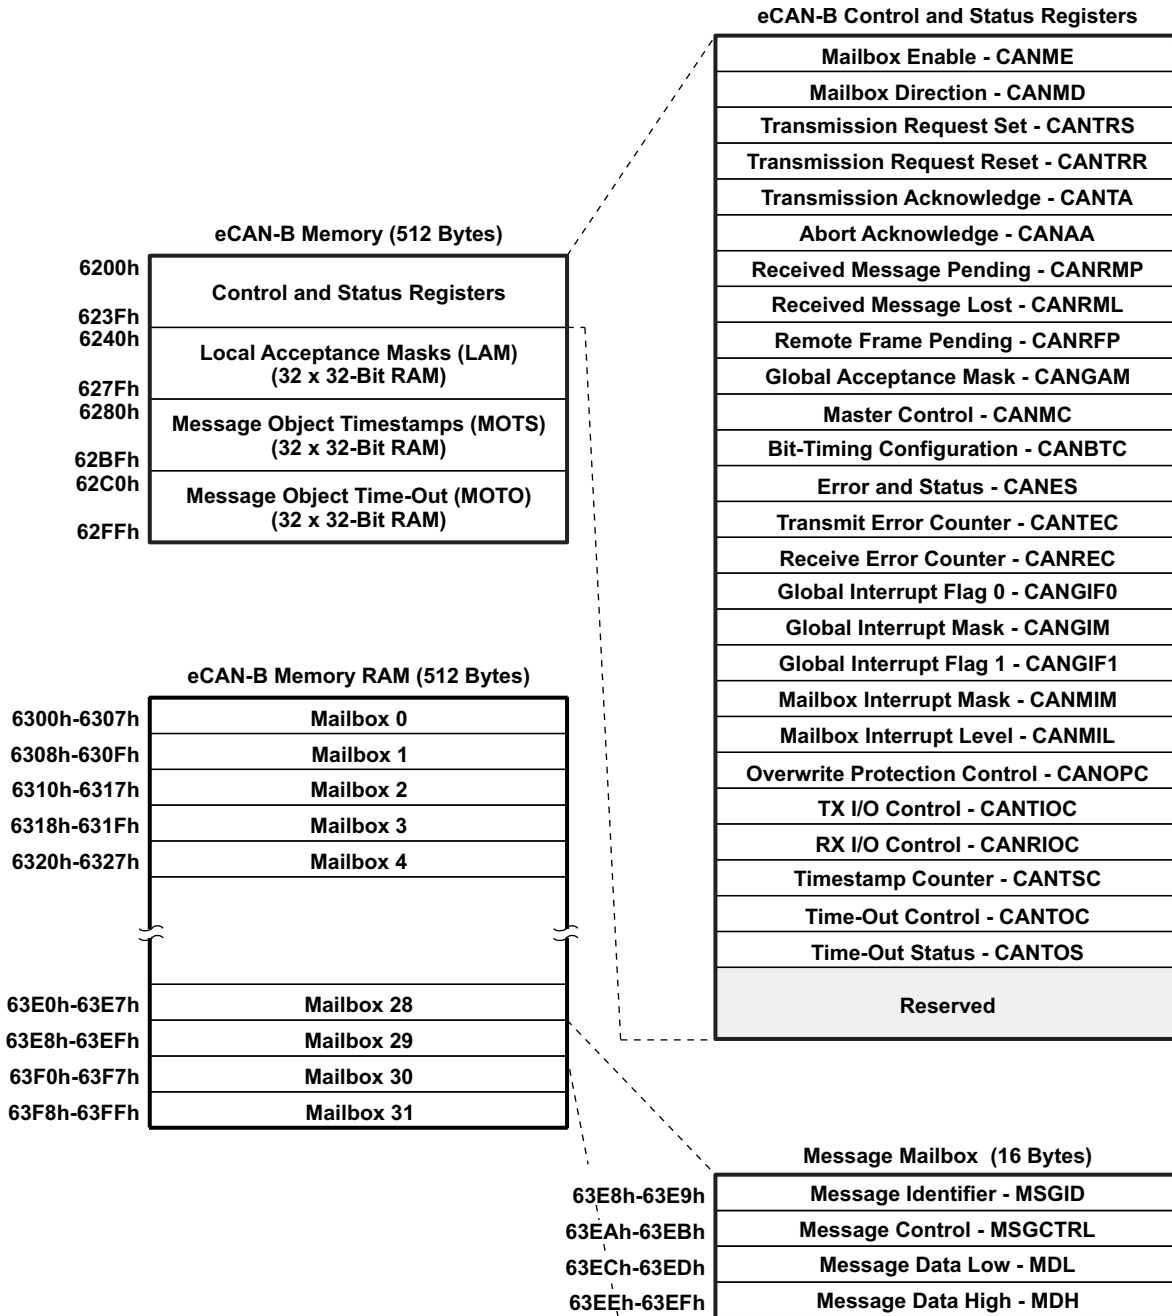 eCAN-B Control and Status Registers
Mailbox Enable - CANME
Mailbox Direction - CANMD
Transmission Request Set - CANTRS
Transmission Request Reset - CANTRR
Transmission Acknowledge - CANTA
Abort Acknowledge - CANAA
Received Message Pending - CANRMP
Received Message Lost - CANRML
Remote Frame Pending - CANRFP
Global Acceptance Mask - CANGAM
Master Control - CANMC
Bit-Timing Configuration - CANBTC
Error and Status - CANES
Transmit Error Counter - CANTEC
Receive Error Counter - CANREC
Global Interrupt Flag 0 - CANGIF0
Global Interrupt Mask - CANGIM
Global Interrupt Flag 1 - CANGIF1
Mailbox Interrupt Mask - CANMIM
Mailbox Interrupt Level - CANMIL
Overwrite Protection Control - CANOPC
TX I/O Control - CANTIOC
RX I/O Control - CANRIOC
Timestamp Counter - CANTSC
Time-Out Control - CANTOC
Time-Out Status - CANTOS
Reserved
eCAN-B Memory (512 Bytes)
6200h
Control and Status Registers
623Fh
6240h
Local Acceptance Masks (LAM)
(32 x 32-Bit RAM)
627Fh
6280h
Message Object Timestamps (MOTS)
(32 x 32-Bit RAM)
62BFh
62C0h
Message Object Time-Out (MOTO)
(32 x 32-Bit RAM)
62FFh
eCAN-B Memory RAM (512 Bytes)
6300h-6307h Mailbox 0
6308h-630Fh Mailbox 1
6310h-6317h Mailbox 2
6318h-631Fh Mailbox 3
6320h-6327h Mailbox 4
63E0h-63E7h Mailbox 28
63E8h-63EFh Mailbox 29
63F0h-63F7h Mailbox 30
63F8h-63FFh Mailbox 31
Message Mailbox (16 Bytes)
63E8h-63E9h Message Identifier - MSGID
63EAh-63EBh Message Control - MSGCTRL
63ECh-63EDh Message Data Low - MDL
63EEh-63EFh Message Data High - MDH